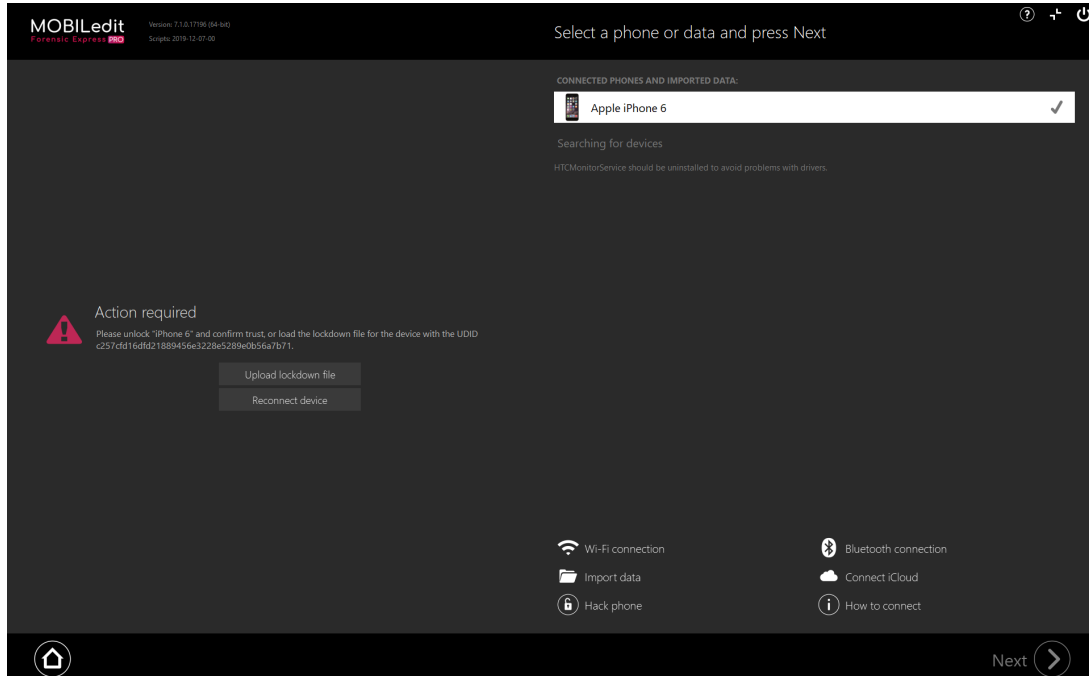 MOBILedit
Forensic Express PRO
Version: 7.1.0.17196 (64-bit)
Scripts: 2019-12-07-00
Select a phone or data and press Next
CONNECTED PHONES AND IMPORTED DATA:
Apple iPhone 6
Searching for devices
HTCMonitorService should be uninstalled to avoid problems with drivers.
Action required
Please unlock "iPhone 6" and confirm trust, or load the lockdown file for the device with the UDID
c257cfd16dfd21889456e3228e5289e0b56a7b71.
Upload lockdown file
Reconnect device
Wi-Fi connection
Bluetooth connection
Import data
Connect iCloud
Hack phone
How to connect
Next